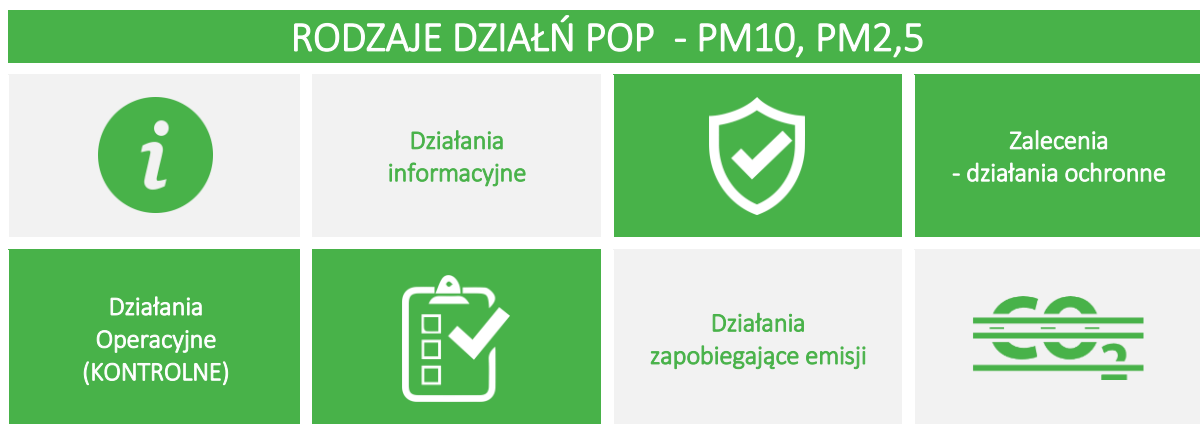 RODZAJE DZIAŁŃ POP - PM10, PM2,5
Działania
informacyjne
Zalecenia
- działania ochronne
Działania
Operacyjne
(KONTROLNE)
Działania
zapobiegające emisji
CO2